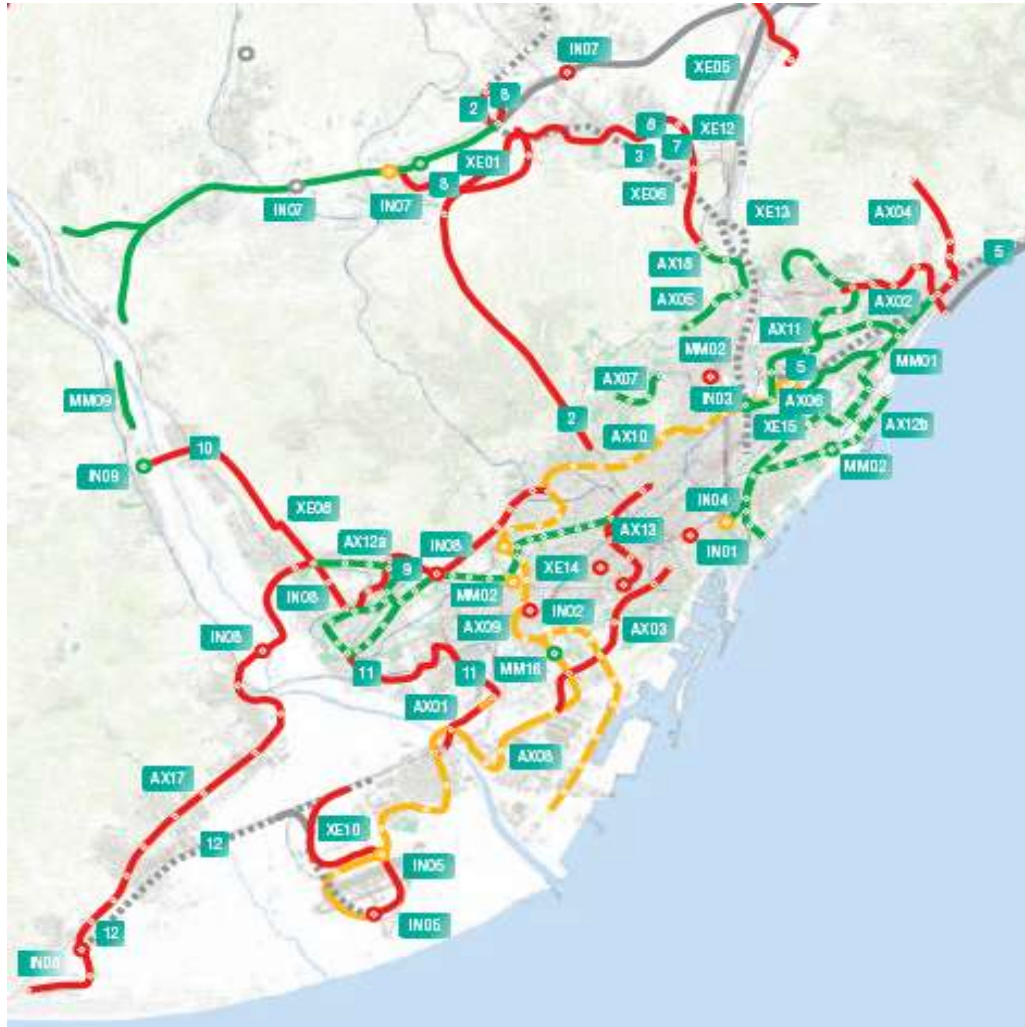 IN07
XE05
8
2
8
XE12
7
3
XE01
8
XE06
IN07
IN07
XE13
AX04
5
AX18
AX05
AX02
AX11
MM02
MM01
5
AX07
IN03
AX06
MM09
2
AX10
XE15
AX12b
10
MM02
IN09
XE08
IN04
AX13
AX12a
IN08
IN01
9
XE14
IN08
MM02
IN02
AX09
AX03
IN08
MM16
11
11
AX01
AX08
AX17
XE10
12
IN05
IN05
12
IN08